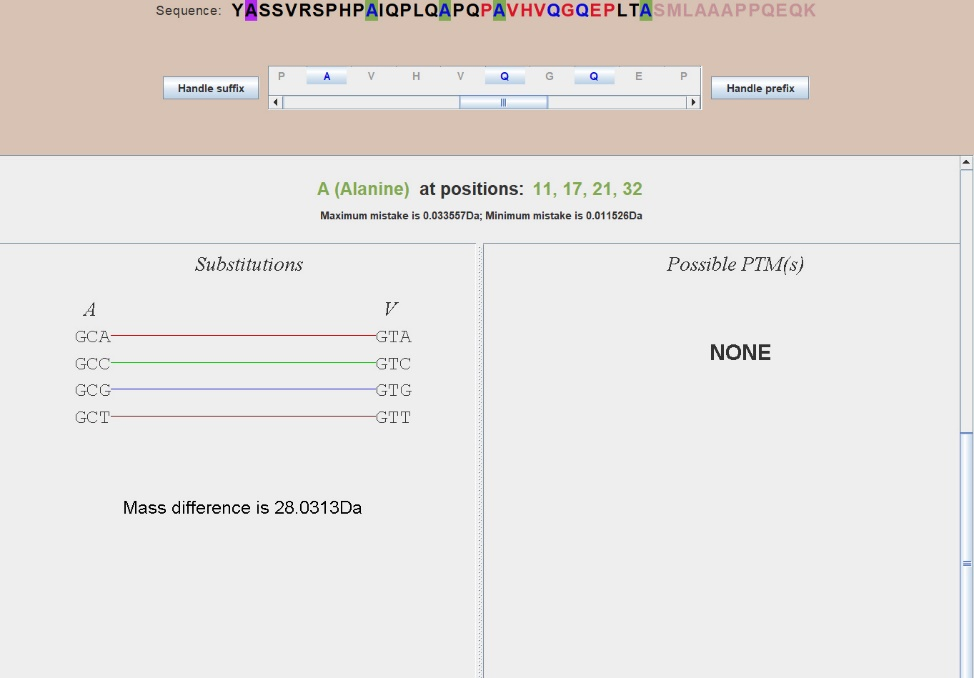 Sequence: YASSVRSPHPAIQPLQAPQPAVHVQGQEPLTASMLAAAPPQEQK
Handle suffix P A V H V Q G Q E P Handle prefix
A (Alanine) at positions: 11, 17, 21, 32
Maximum mistake is 0.033557Da; Minimum mistake is 0.011526Da
Substitutions
A V
GCA GTA
GCC GTC
GCG GTG
GCT GTT
Mass difference is 28.0313Da
Possible PTM(s)
NONE